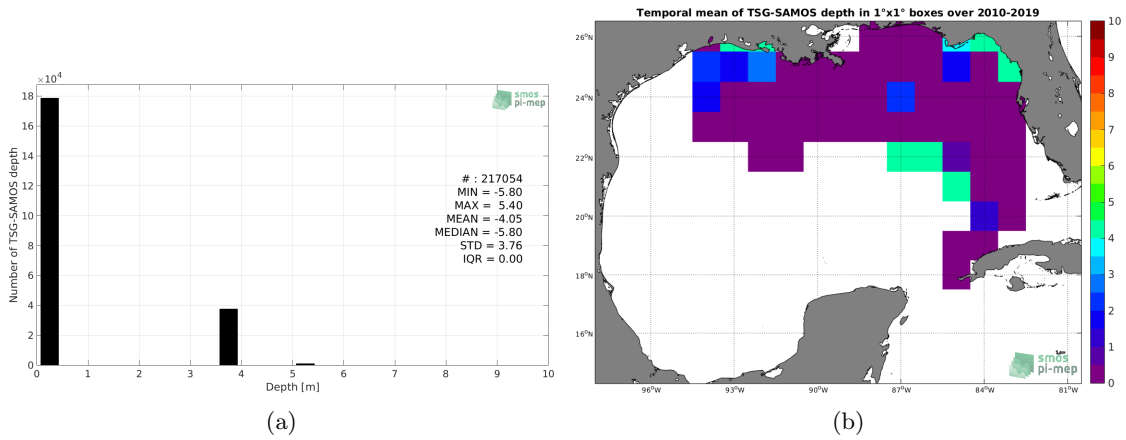 ×10⁴
18
16
14
12
10
8
6
4
2
0
Number of TSG-SAMOS depth
smos
pi-mep
# : 217054
MIN = -5.80
MAX = 5.40
MEAN = -4.05
MEDIAN = -5.80
STD = 3.76
IQR = 0.00
smos
pi-mep
0 1 2 3 4 5 6 7 8 9 10
Depth [m]
(a)
Temporal mean of TSG-SAMOS depth in 1°x1° boxes over 2010-2019
26°N
24°N
22°N
20°N
18°N
16°N
96°W 93°W 90°W 87°W 84°W 81°W
smos
pi-mep
10
9
8
7
6
5
4
3
2
1
0
(b)